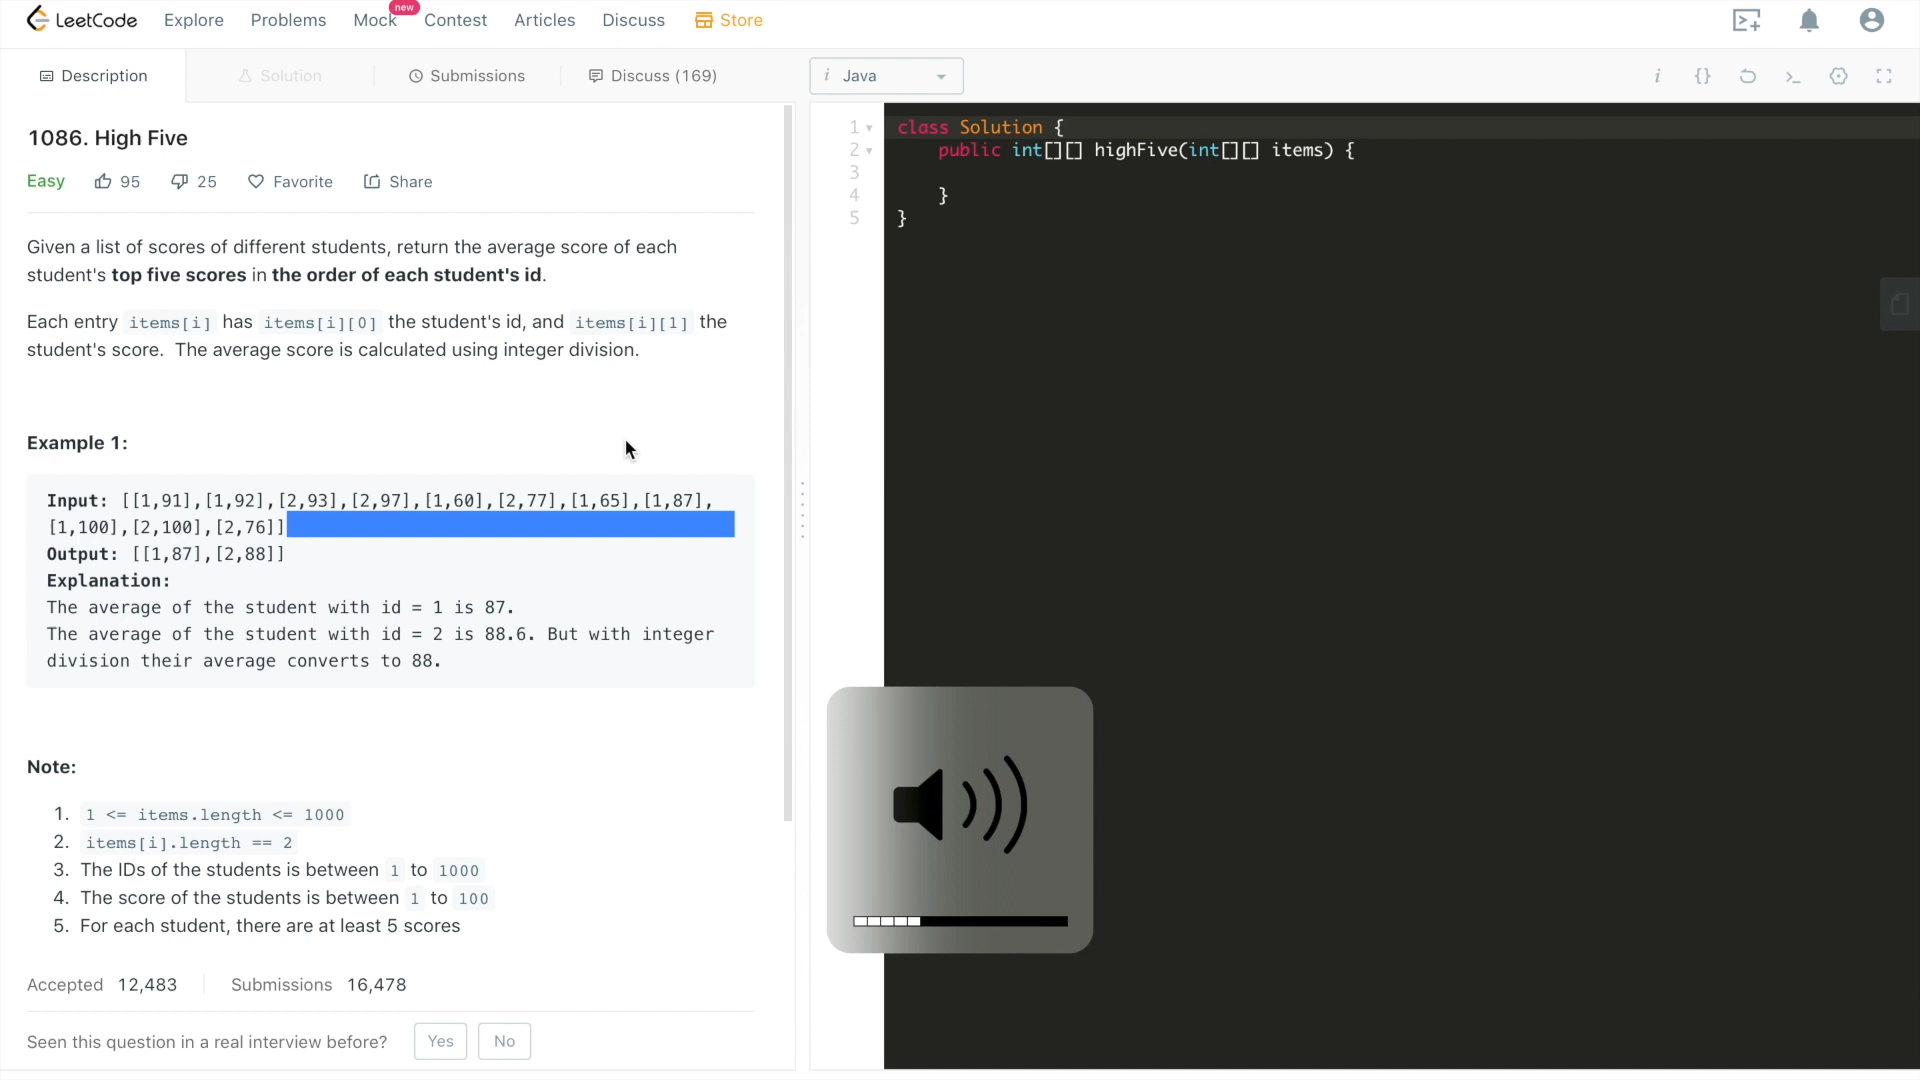 LeetCode Explore Problems Mock new Contest Articles Discuss Store
Description Solution Submissions Discuss (169) i Java i {}
1086. High Five
Easy 95 25 Favorite Share
Given a list of scores of different students, return the average score of each
student's top five scores in the order of each student's id.
Each entry items[i] has items[i][0] the student's id, and items[i][1] the
student's score. The average score is calculated using integer division.
Example 1:
Input: [[1,91],[1,92],[2,93],[2,97],[1,60],[2,77],[1,65],[1,87],
[1,100],[2,100],[2,76]]
Output: [[1,87],[2,88]]
Explanation:
The average of the student with id = 1 is 87.
The average of the student with id = 2 is 88.6. But with integer
division their average converts to 88.
Note:
1. 1 <= items.length <= 1000
2. items[i].length == 2
3. The IDs of the students is between 1 to 1000
4. The score of the students is between 1 to 100
5. For each student, there are at least 5 scores
Accepted 12,483 Submissions 16,478
Seen this question in a real interview before? Yes No
1 class Solution {
2 public int[][] highFive(int[][] items) {
3
4 }
5 }